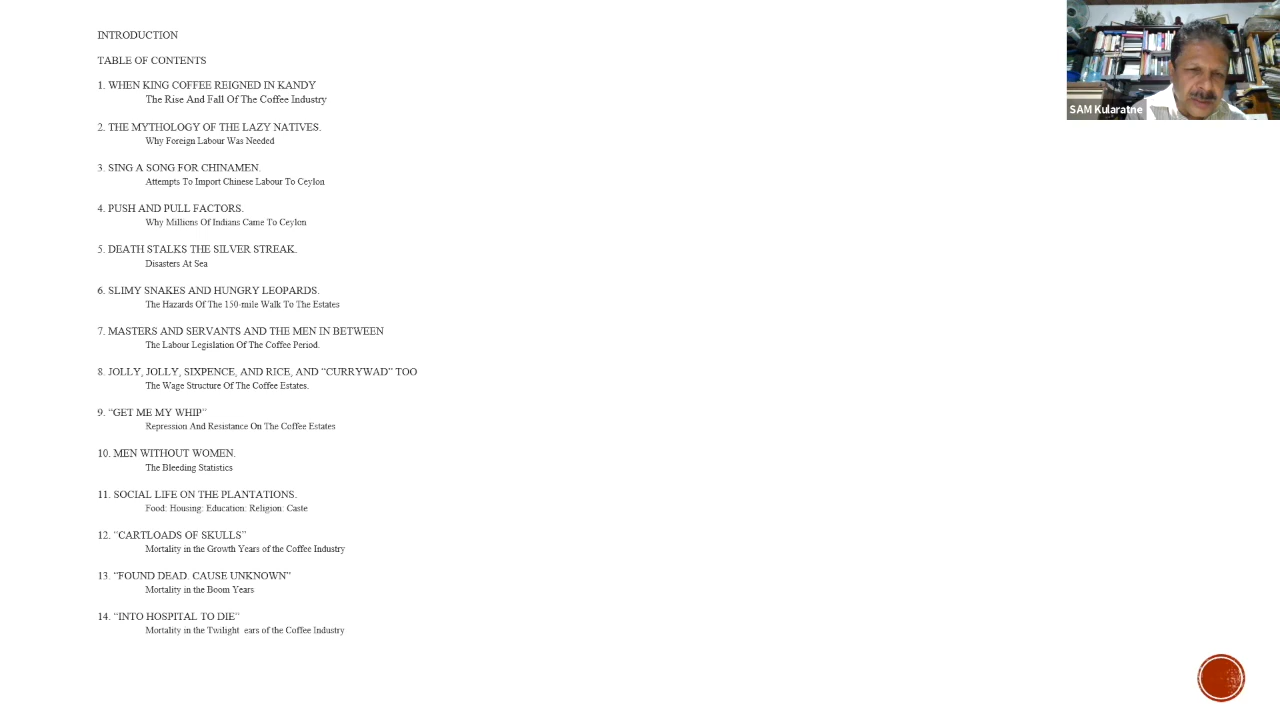 INTRODUCTION
SAM Kularatne
TABLE OF CONTENTS
1. WHEN KING COFFEE REIGNED IN KANDY
The Rise And Fall Of The Coffee Industry
2. THE MYTHOLOGY OF THE LAZY NATIVES.
Why Foreign Labour Was Needed
3. SING A SONG FOR CHINAMEN.
Attempts To Import Chinese Labour To Ceylon
4. PUSH AND PULL FACTORS.
Why Millions Of Indians Came To Ceylon
5. DEATH STALKS THE SILVER STREAK.
Disasters At Sea
6. SLIMY SNAKES AND HUNGRY LEOPARDS.
The Hazards Of The 150-mile Walk To The Estates
7. MASTERS AND SERVANTS AND THE MEN IN BETWEEN
The Labour Legislation Of The Coffee Period.
8. JOLLY, JOLLY, SIXPENCE, AND RICE, AND “CURRYWAD” TOO
The Wage Structure Of The Coffee Estates.
9. “GET ME MY WHIP”
Repression And Resistance On The Coffee Estates
10. MEN WITHOUT WOMEN.
The Bleeding Statistics
11. SOCIAL LIFE ON THE PLANTATIONS.
Food: Housing: Education: Religion: Caste
12. “CARTLOADS OF SKULLS”
Mortality in the Growth Years of the Coffee Industry
13. “FOUND DEAD. CAUSE UNKNOWN”
Mortality in the Boom Years
14. “INTO HOSPITAL TO DIE”
Mortality in the Twilight ears of the Coffee Industry